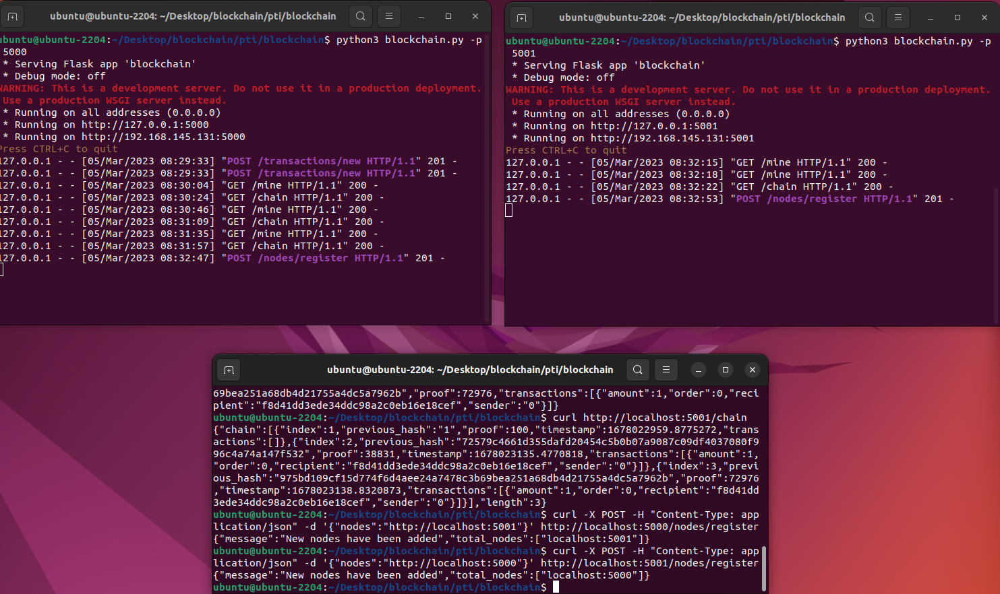 ubuntu@ubuntu-2204: ~/Desktop/blockchain/pti/blockchain
ubuntu@ubuntu-2204:~/Desktop/blockchain/pti/blockchain$ python3 blockchain.py -p
5000
* Serving Flask app 'blockchain'
* Debug mode: off
WARNING: This is a development server. Do not use it in a production deployment.
Use a production WSGI server instead.
* Running on all addresses (0.0.0.0)
* Running on http://127.0.0.1:5000
* Running on http://192.168.145.131:5000
Press CTRL+C to quit
127.0.0.1 - - [05/Mar/2023 08:29:33] "POST /transactions/new HTTP/1.1" 201 -
127.0.0.1 - - [05/Mar/2023 08:29:33] "POST /transactions/new HTTP/1.1" 201 -
127.0.0.1 - - [05/Mar/2023 08:30:04] "GET /mine HTTP/1.1" 200 -
127.0.0.1 - - [05/Mar/2023 08:30:24] "GET /chain HTTP/1.1" 200 -
127.0.0.1 - - [05/Mar/2023 08:30:46] "GET /mine HTTP/1.1" 200 -
127.0.0.1 - - [05/Mar/2023 08:31:09] "GET /chain HTTP/1.1" 200 -
127.0.0.1 - - [05/Mar/2023 08:31:35] "GET /mine HTTP/1.1" 200 -
127.0.0.1 - - [05/Mar/2023 08:31:57] "GET /chain HTTP/1.1" 200 -
127.0.0.1 - - [05/Mar/2023 08:32:47] "POST /nodes/register HTTP/1.1" 201 -
ubuntu@ubuntu-2204: ~/Desktop/blockchain/pti/blockchain
ubuntu@ubuntu-2204:~/Desktop/blockchain/pti/blockchain$ python3 blockchain.py -p
5001
* Serving Flask app 'blockchain'
* Debug mode: off
WARNING: This is a development server. Do not use it in a production deployment.
Use a production WSGI server instead.
* Running on all addresses (0.0.0.0)
* Running on http://127.0.0.1:5001
* Running on http://192.168.145.131:5001
Press CTRL+C to quit
127.0.0.1 - - [05/Mar/2023 08:32:15] "GET /mine HTTP/1.1" 200 -
127.0.0.1 - - [05/Mar/2023 08:32:18] "GET /mine HTTP/1.1" 200 -
127.0.0.1 - - [05/Mar/2023 08:32:22] "GET /chain HTTP/1.1" 200 -
127.0.0.1 - - [05/Mar/2023 08:32:53] "POST /nodes/register HTTP/1.1" 201 -
ubuntu@ubuntu-2204: ~/Desktop/blockchain/pti/blockchain
69bea251a68db4d21755a4dc5a7962b","proof":72976,"transactions":[{"amount":1,"order":0,"reci
pient":"f8d41dd3ede34ddc98a2c0eb16e18cef","sender":"0"}]}
ubuntu@ubuntu-2204:~/Desktop/blockchain/pti/blockchain$ curl http://localhost:5001/chain
{"chain":[{"index":1,"previous_hash":"1","proof":100,"timestamp":1678022959.8775272,"trans
actions":[]},{"index":2,"previous_hash":"72579c4661d355dafd20454c5b0b07a9087c09df4037080f9
96c4a74a147f532","proof":38831,"timestamp":1678023135.4770818,"transactions":[{"amount":1,
"order":0,"recipient":"f8d41dd3ede34ddc98a2c0eb16e18cef","sender":"0"}]},{"index":3,"previ
ous_hash":"975bd109cf15d774f6d4aee24a7478c3b69bea251a68db4d21755a4dc5a7962b","proof":72976
,"timestamp":1678023138.8320873,"transactions":[{"amount":1,"order":0,"recipient":"f8d41dd
3ede34ddc98a2c0eb16e18cef","sender":"0"}]}],"length":3}
ubuntu@ubuntu-2204:~/Desktop/blockchain/pti/blockchain$ curl -X POST -H "Content-Type: app
lication/json" -d '{"nodes":"http://localhost:5001"}' http://localhost:5000/nodes/register
{"message":"New nodes have been added","total_nodes":["localhost:5001"]}
ubuntu@ubuntu-2204:~/Desktop/blockchain/pti/blockchain$ curl -X POST -H "Content-Type: app
lication/json" -d '{"nodes":"http://localhost:5000"}' http://localhost:5001/nodes/register
{"message":"New nodes have been added","total_nodes":["localhost:5000"]}
ubuntu@ubuntu-2204:~/Desktop/blockchain/pti/blockchain$